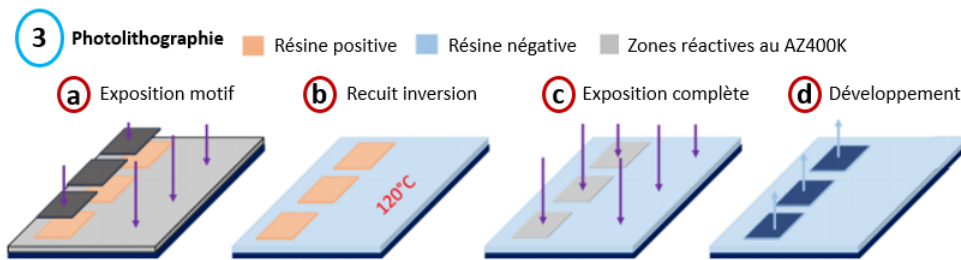 3 Photolithographie Résine positive Résine négative Zones réactives au AZ400K
a Exposition motif b Recuit inversion c Exposition complète d Développement
120°C